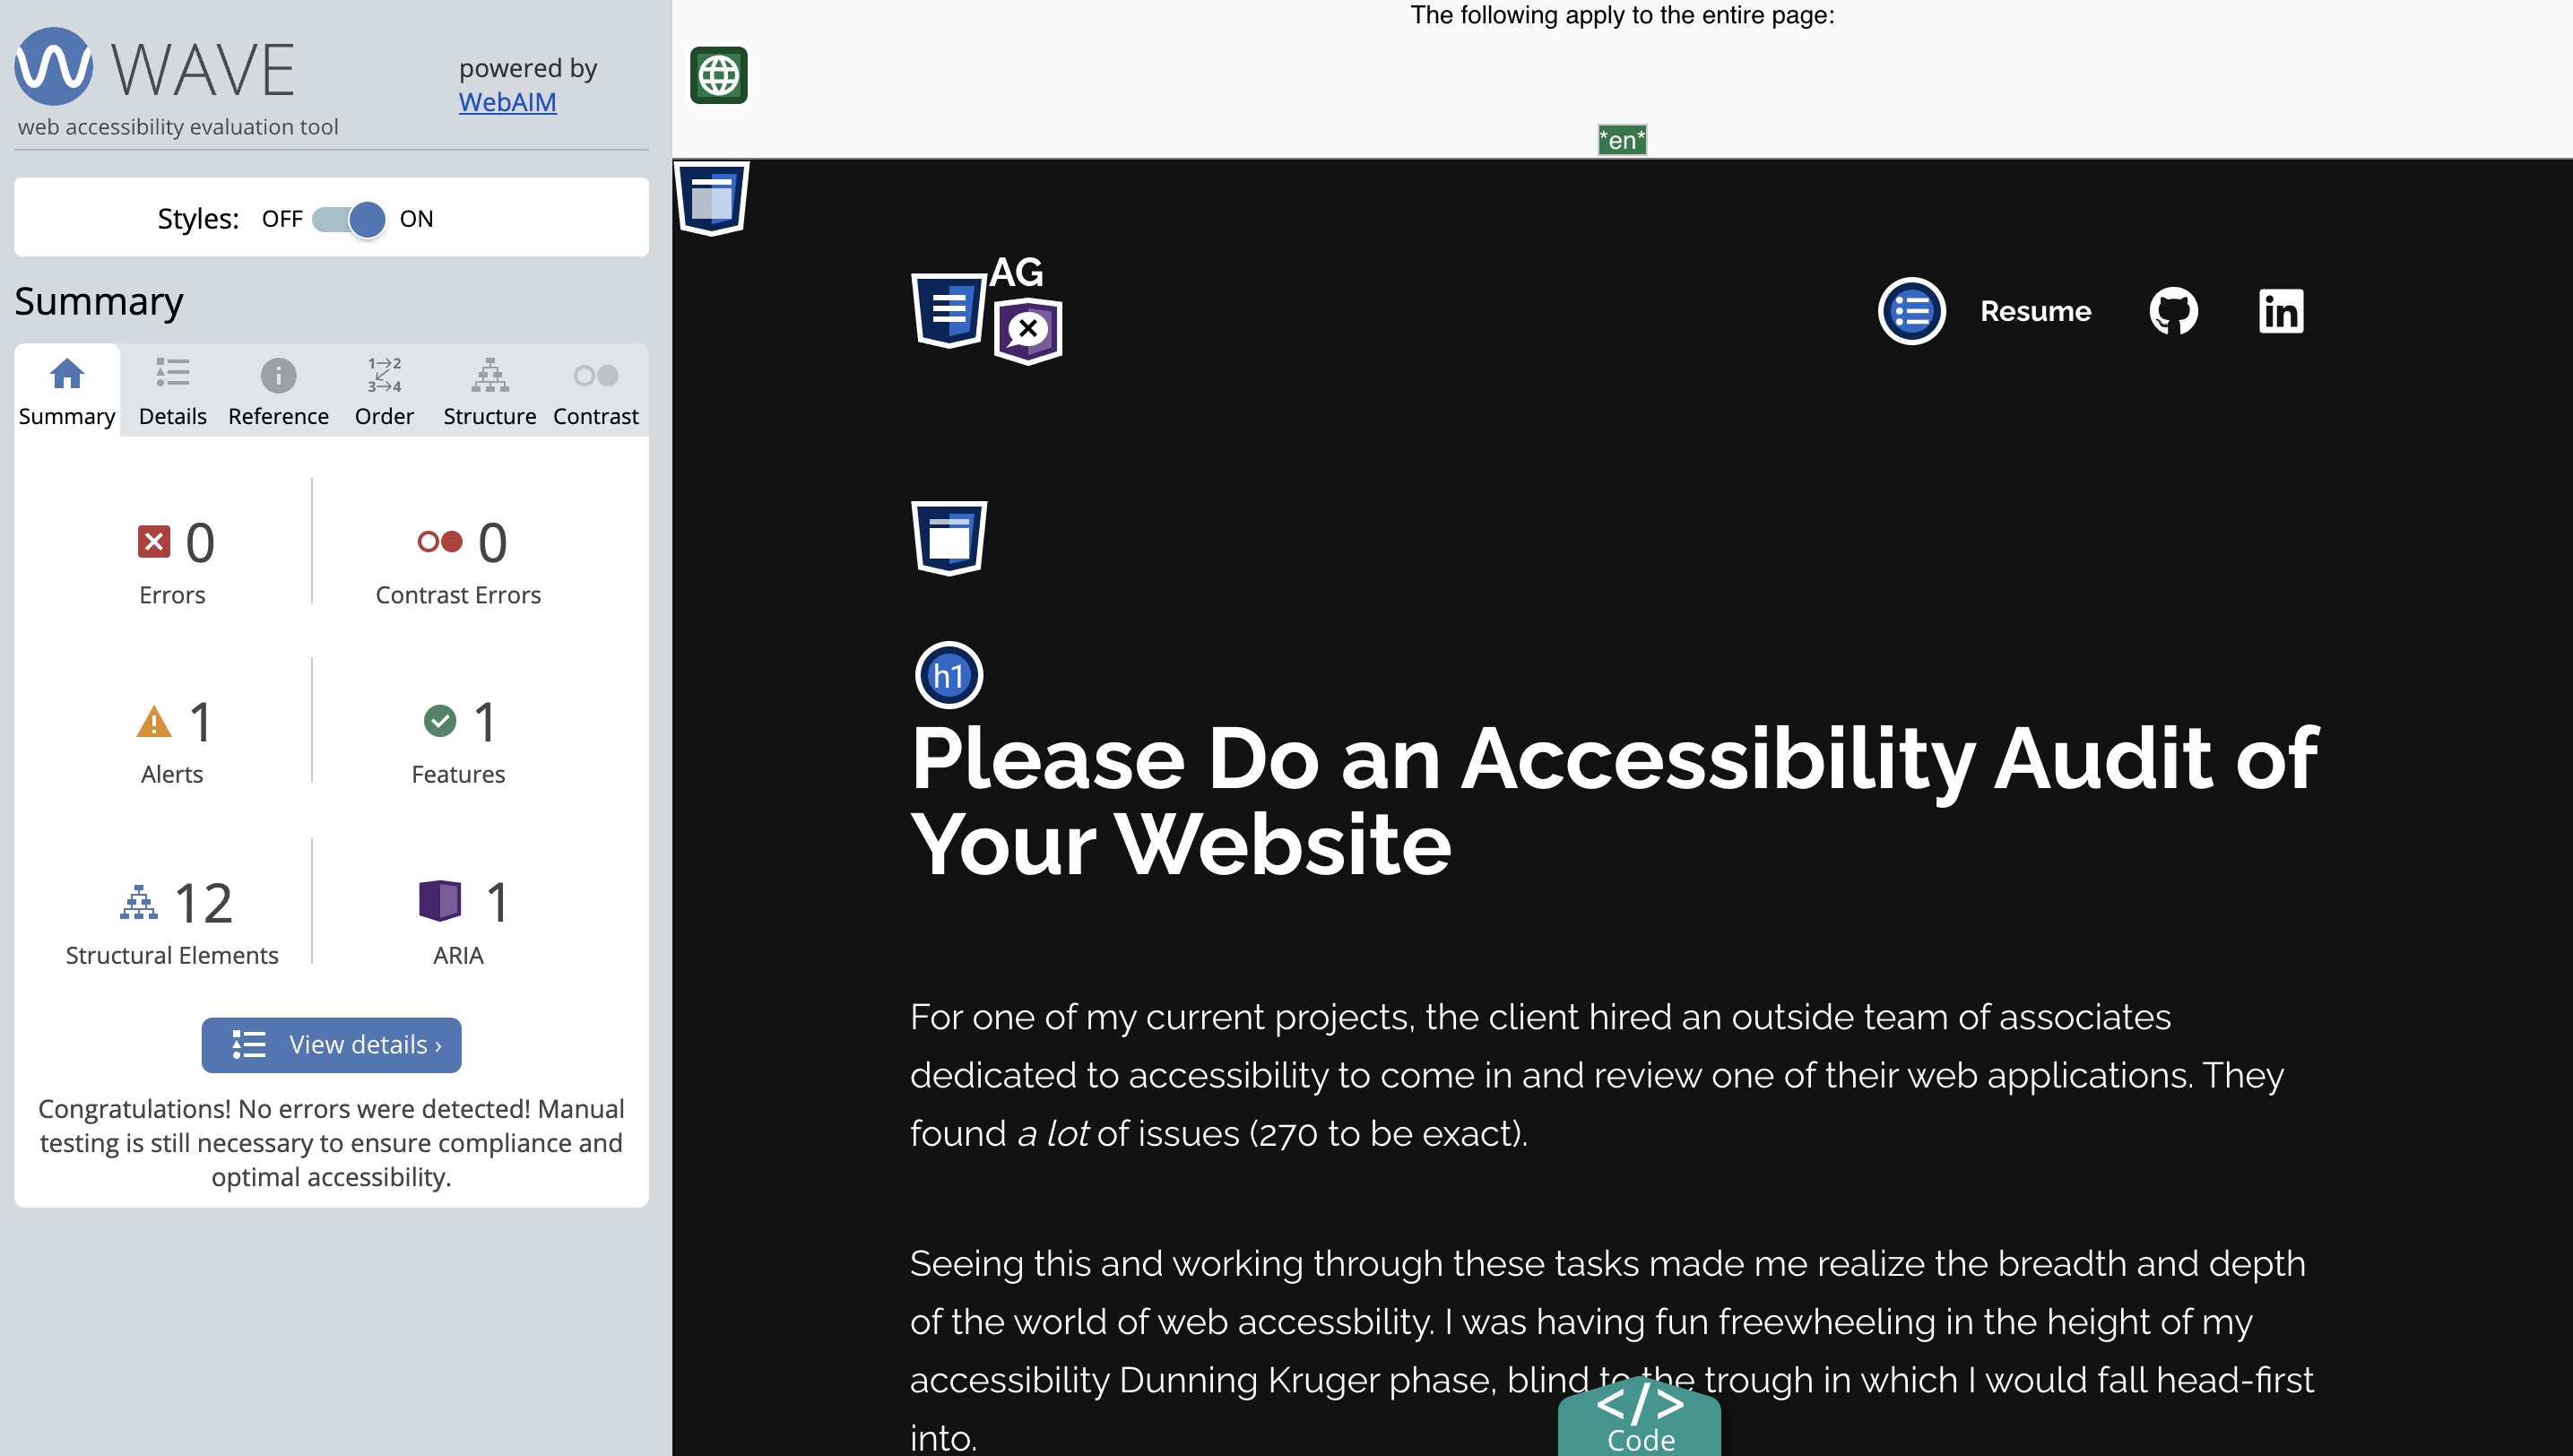 WAVE
web accessibility evaluation tool
powered by
WebAIM
Styles: OFF ON
Summary
Summary
Details
Reference
1→2
3→4
Order
Structure
Contrast
0
Errors
0
Contrast Errors
1
Alerts
1
Features
12
Structural Elements
1
ARIA
View details ›
Congratulations! No errors were detected! Manual
testing is still necessary to ensure compliance and
optimal accessibility.
The following apply to the entire page:
*en*
AG
Resume
in
h1
Please Do an Accessibility Audit of
Your Website
For one of my current projects, the client hired an outside team of associates
dedicated to accessibility to come in and review one of their web applications. They
found a lot of issues (270 to be exact).
Seeing this and working through these tasks made me realize the breadth and depth
of the world of web accessbility. I was having fun freewheeling in the height of my
accessibility Dunning Kruger phase, blind to the trough in which I would fall head-first
into.
</>
Code